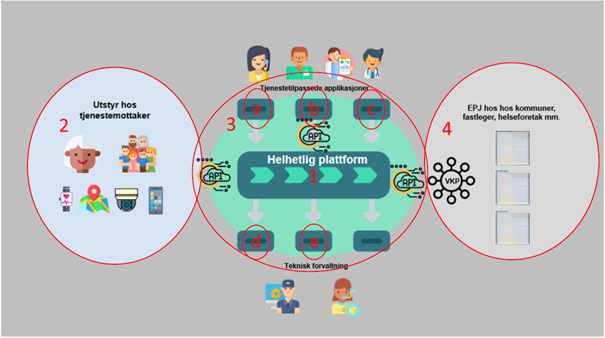 Tjenestetilpassede applikasjoner
Utstyr hos
tjenestemottaker
2
3
a
b
c
API
Helhetlig plattform
1
API
API
d
e
Teknisk forvaltning
4
EPJ hos hos kommuner,
fastleger, helseforetak mm.
VKP